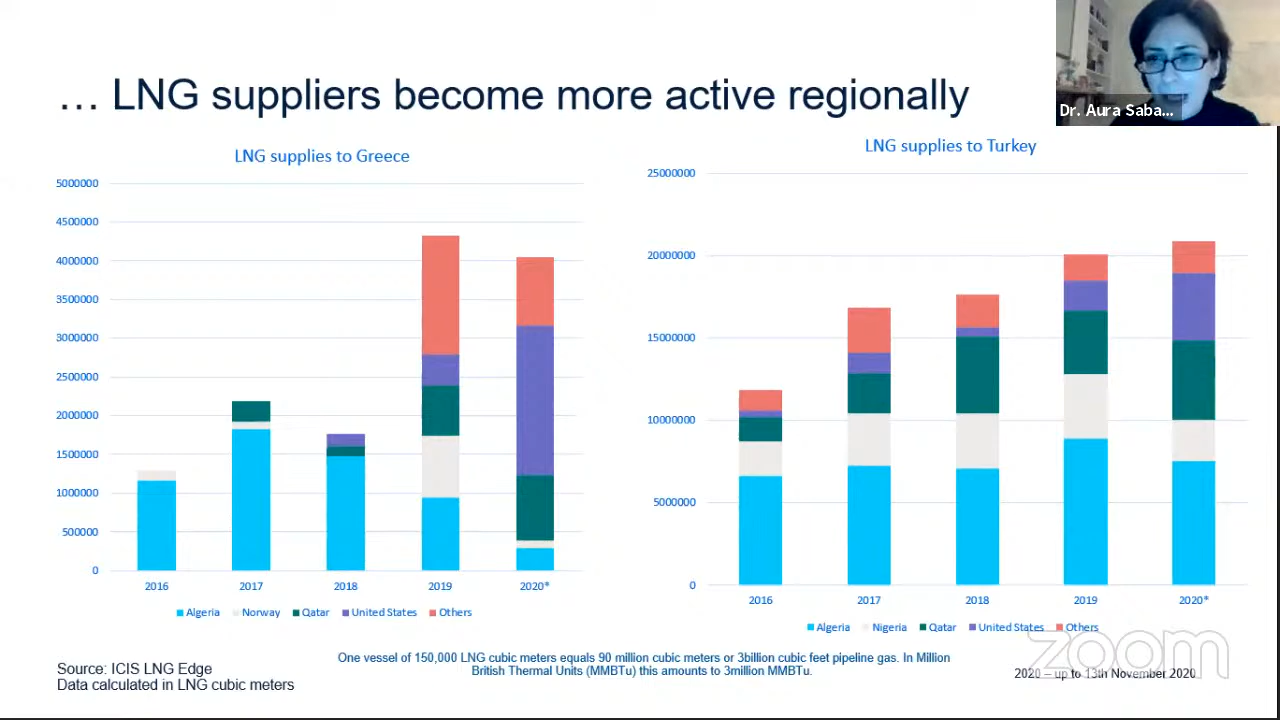 … LNG suppliers become more active regionally
Dr. Aura Saba...
LNG supplies to Greece
5000000
4500000
4000000
3500000
3000000
2500000
2000000
1500000
1000000
500000
0
2016 2017 2018 2019 2020*
Algeria Norway Qatar United States Others
LNG supplies to Turkey
25000000
20000000
15000000
10000000
5000000
0
2016 2017 2018 2019 2020*
Algeria Nigeria Qatar United States Others
One vessel of 150,000 LNG cubic meters equals 90 million cubic meters or 3billion cubic feet pipeline gas. In Million
British Thermal Units (MMBTu) this amounts to 3million MMBTu.
Source: ICIS LNG Edge
Data calculated in LNG cubic meters
2020 – up to 13th November 2020
zoom